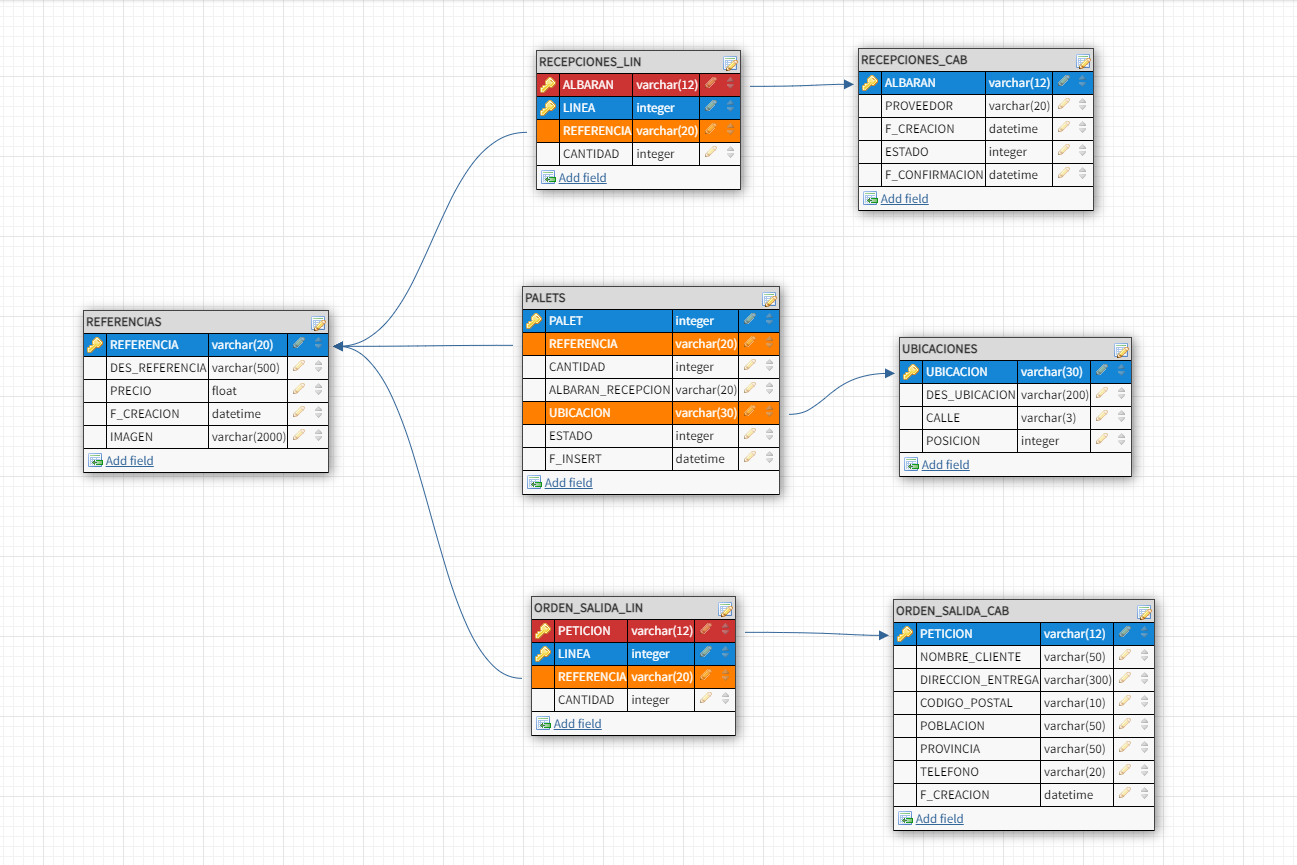 RECEPCIONES_LIN
ALBARAN varchar(12)
LINEA integer
REFERENCIA varchar(20)
CANTIDAD integer
Add field
RECEPCIONES_CAB
ALBARAN varchar(12)
PROVEEDOR varchar(20)
F_CREACION datetime
ESTADO integer
F_CONFIRMACION datetime
Add field
REFERENCIAS
REFERENCIA varchar(20)
DES_REFERENCIA varchar(500)
PRECIO float
F_CREACION datetime
IMAGEN varchar(2000)
Add field
PALETS
PALET integer
REFERENCIA varchar(20)
CANTIDAD integer
ALBARAN_RECEPCION varchar(20)
UBICACION varchar(30)
ESTADO integer
F_INSERT datetime
Add field
UBICACIONES
UBICACION varchar(30)
DES_UBICACION varchar(200)
CALLE varchar(3)
POSICION integer
Add field
ORDEN_SALIDA_LIN
PETICION varchar(12)
LINEA integer
REFERENCIA varchar(20)
CANTIDAD integer
Add field
ORDEN_SALIDA_CAB
PETICION varchar(12)
NOMBRE_CLIENTE varchar(50)
DIRECCION_ENTREGA varchar(300)
CODIGO_POSTAL varchar(10)
POBLACION varchar(50)
PROVINCIA varchar(50)
TELEFONO varchar(20)
F_CREACION datetime
Add field